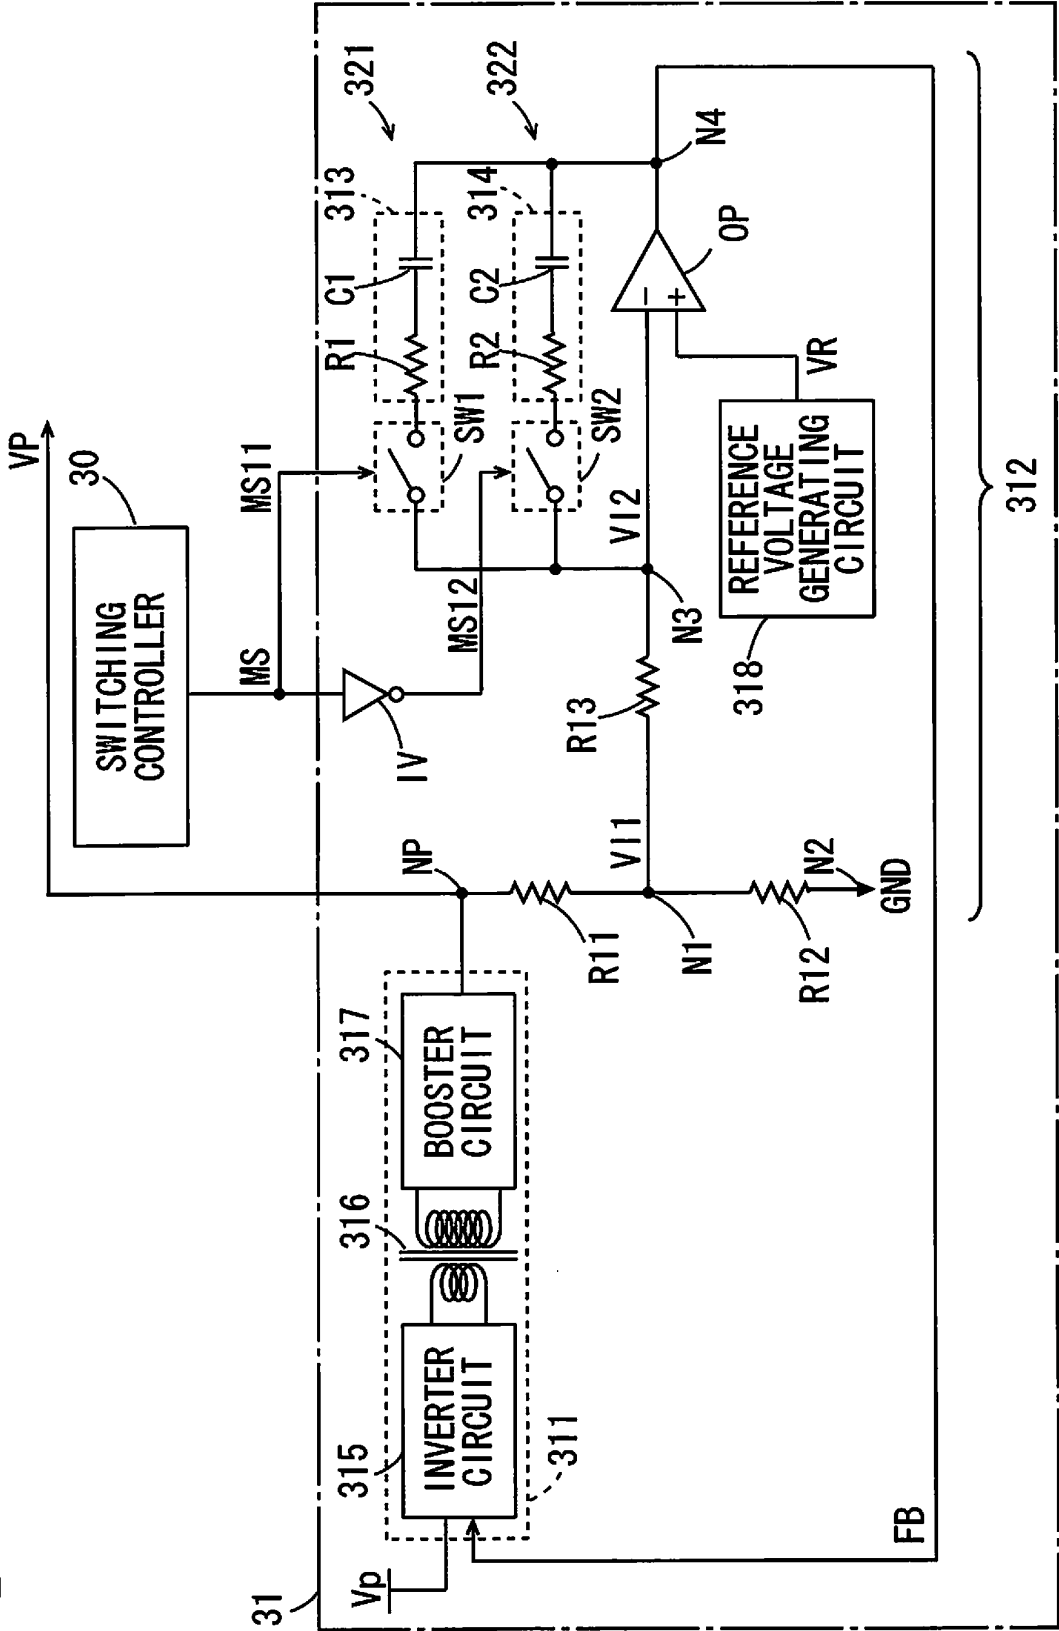 VP
30
SWITCHING
CONTROLLER
MS
MS11
MS12
IV
31
Vp
315
INVERTER
CIRCUIT
316
317
BOOSTER
CIRCUIT
311
NP
R11
VI1
N1
R12
N2
GND
R13
N3
VI2
SW1
SW2
R1
C1
313
321
R2
C2
314
322
N4
OP
−
+
VR
REFERENCE
VOLTAGE
GENERATING
CIRCUIT
318
312
FB